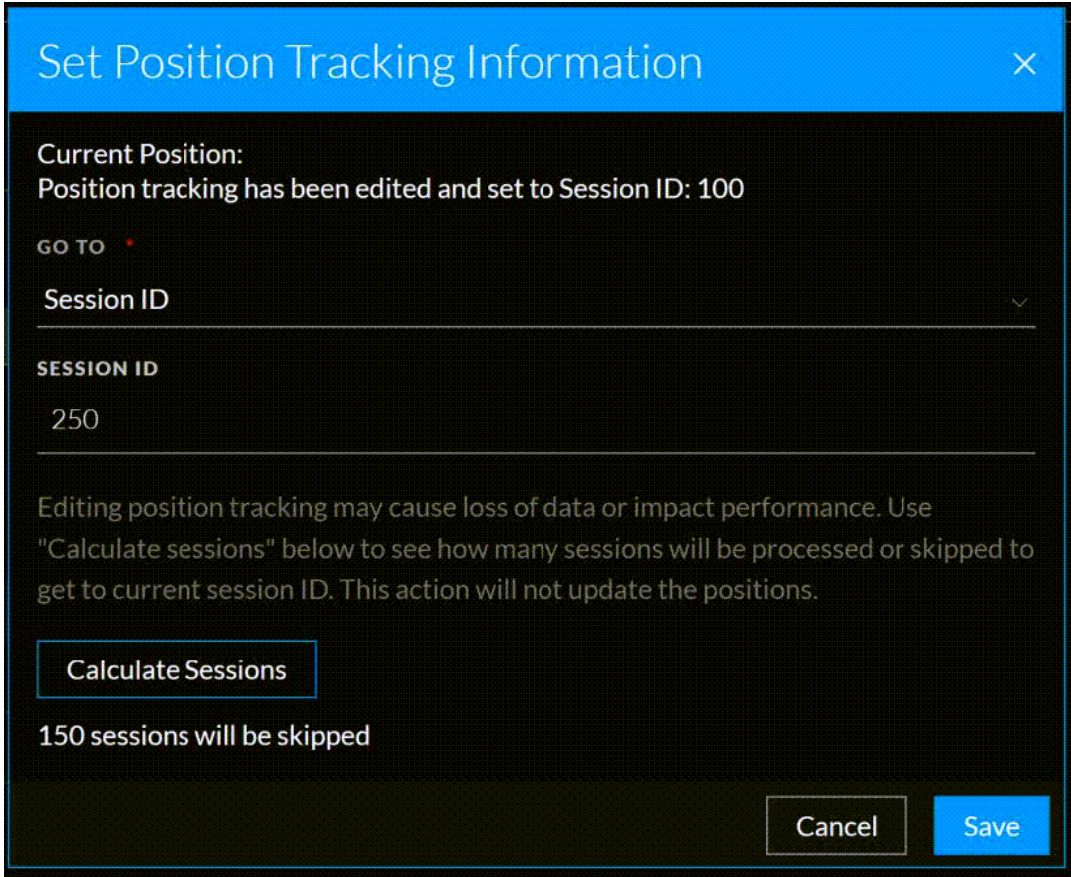 Set Position Tracking Information
Current Position:
Position tracking has been edited and set to Session ID: 100
GO TO *
Session ID
SESSION ID
250
Editing position tracking may cause loss of data or impact performance. Use
"Calculate sessions" below to see how many sessions will be processed or skipped to
get to current session ID. This action will not update the positions.
Calculate Sessions
150 sessions will be skipped
Cancel Save